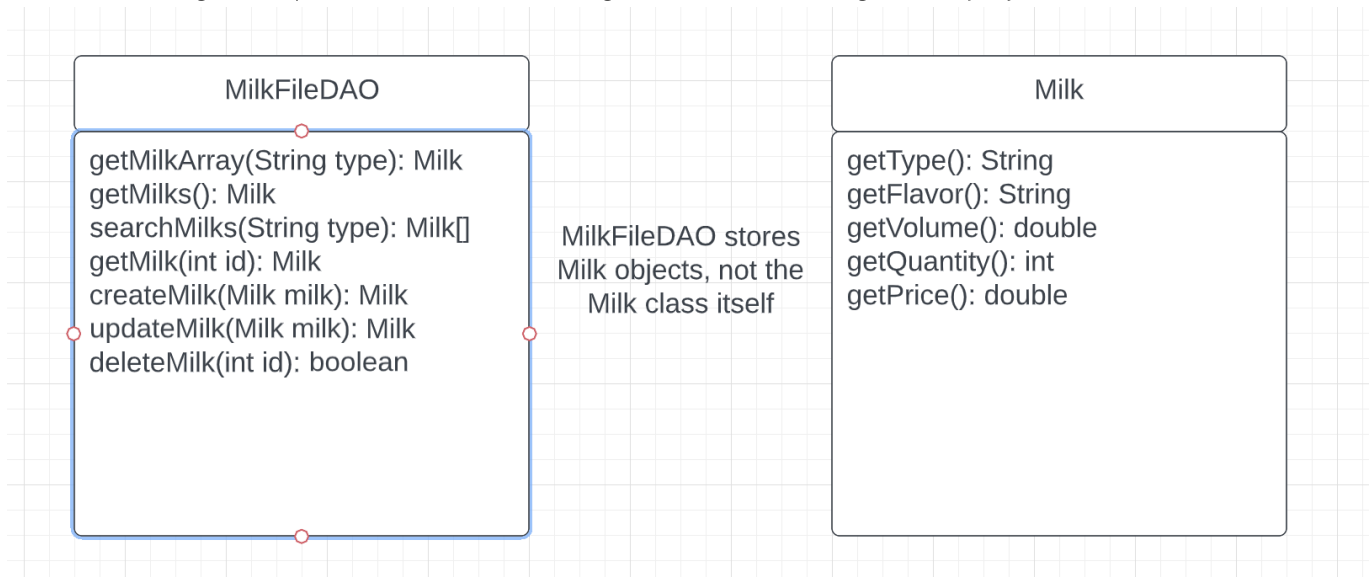 MilkFileDAO
getMilkArray(String type): Milk
getMilks(): Milk
searchMilks(String type): Milk[]
getMilk(int id): Milk
createMilk(Milk milk): Milk
updateMilk(Milk milk): Milk
deleteMilk(int id): boolean
MilkFileDAO stores
Milk objects, not the
Milk class itself
Milk
getType(): String
getFlavor(): String
getVolume(): double
getQuantity(): int
getPrice(): double